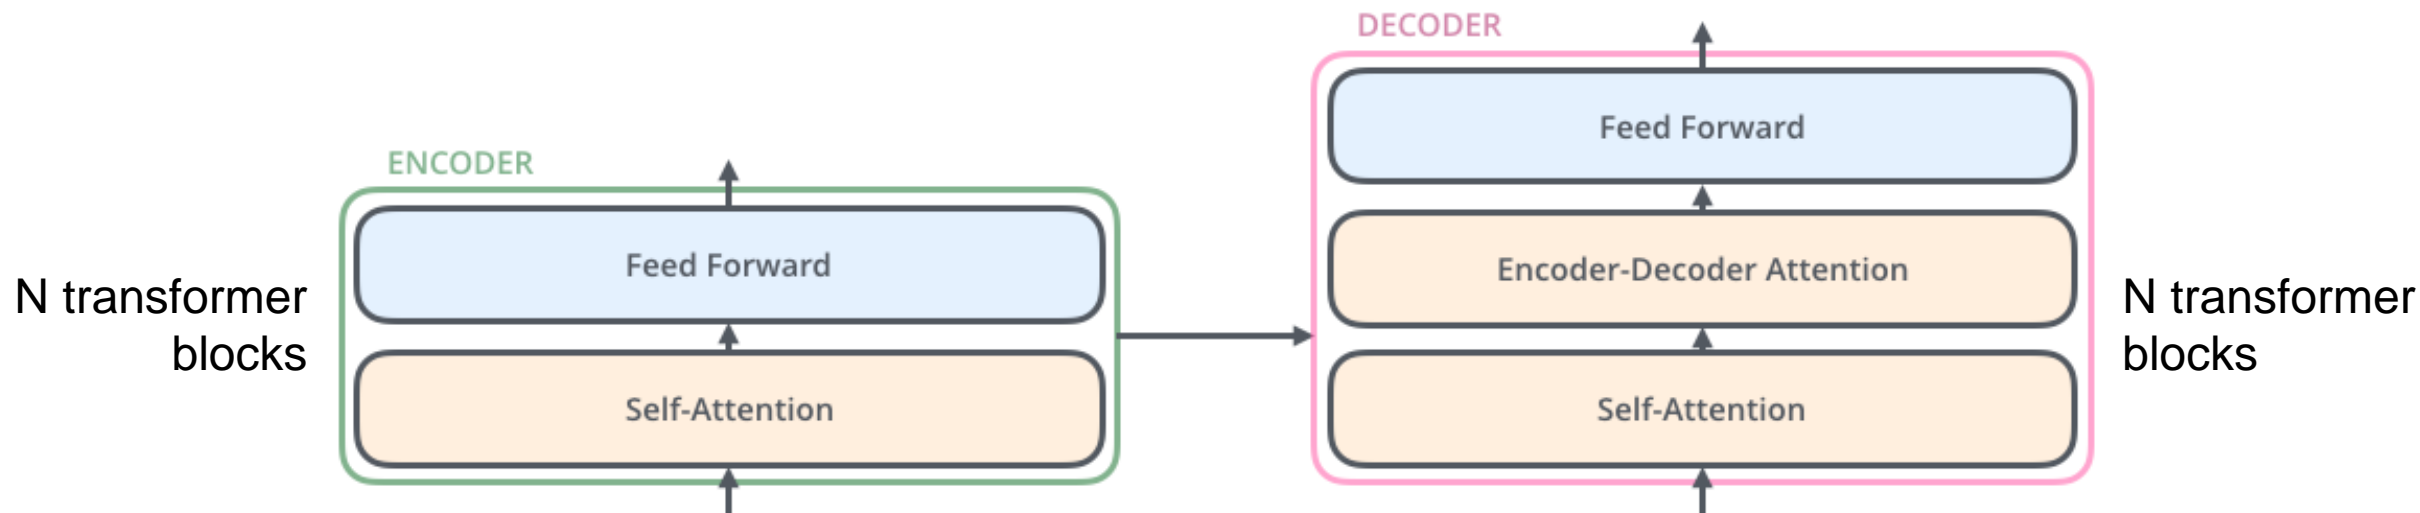 DECODER
Feed Forward
ENCODER
Feed Forward
Encoder-Decoder Attention
N transformer
blocks
N transformer
blocks
Self-Attention
Self-Attention